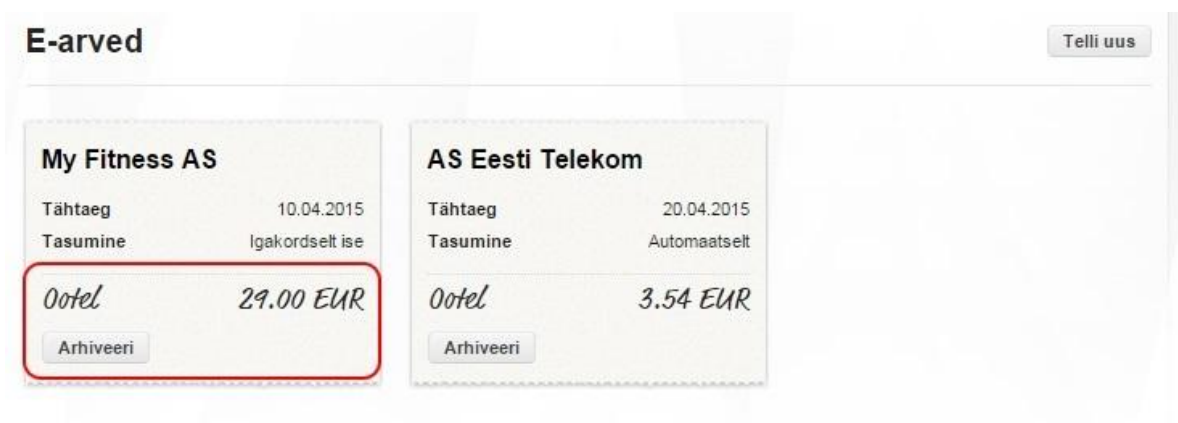 E-arved
Telli uus
My Fitness AS
Tähtaeg 10.04.2015
Tasumine Igakordselt ise
Ootel 29.00 EUR
Arhiveeri
AS Eesti Telekom
Tähtaeg 20.04.2015
Tasumine Automaatselt
Ootel 3.54 EUR
Arhiveeri